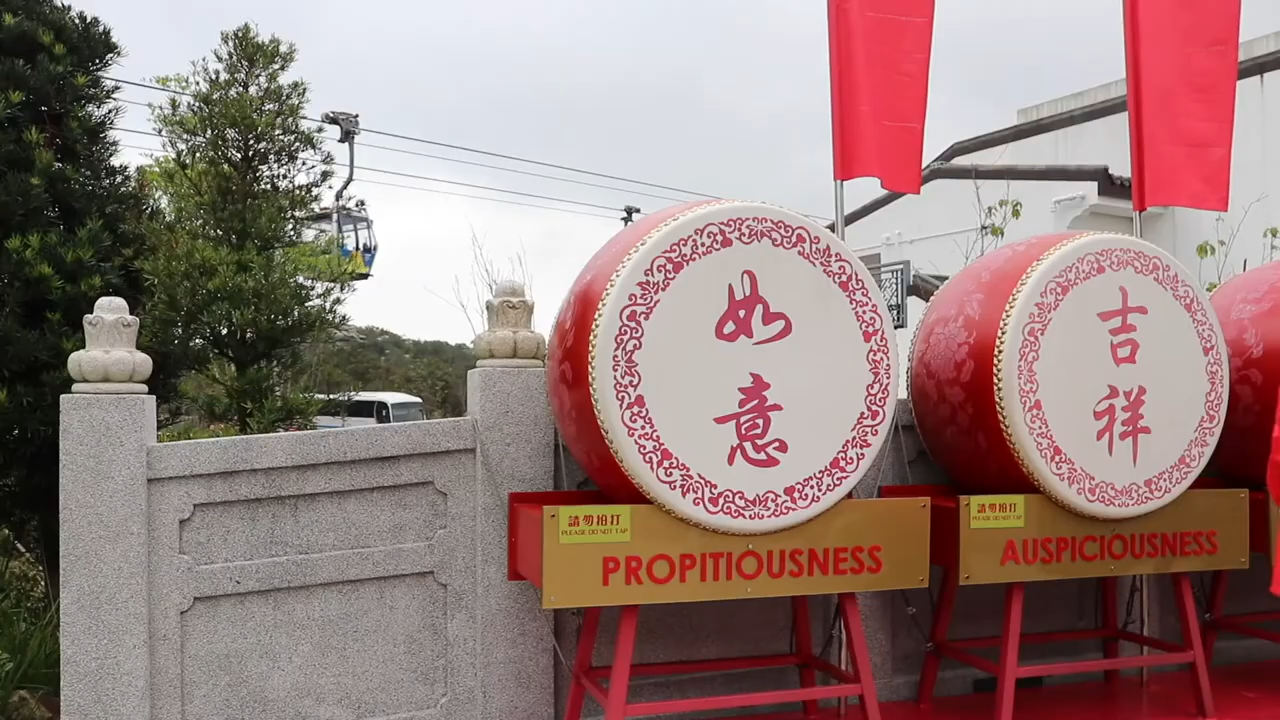 如
意
請勿拍打
PLEASE DO NOT TAP
PROPITIOUSNESS
吉
祥
請勿拍打
PLEASE DO NOT TAP
AUSPICIOUSNESS